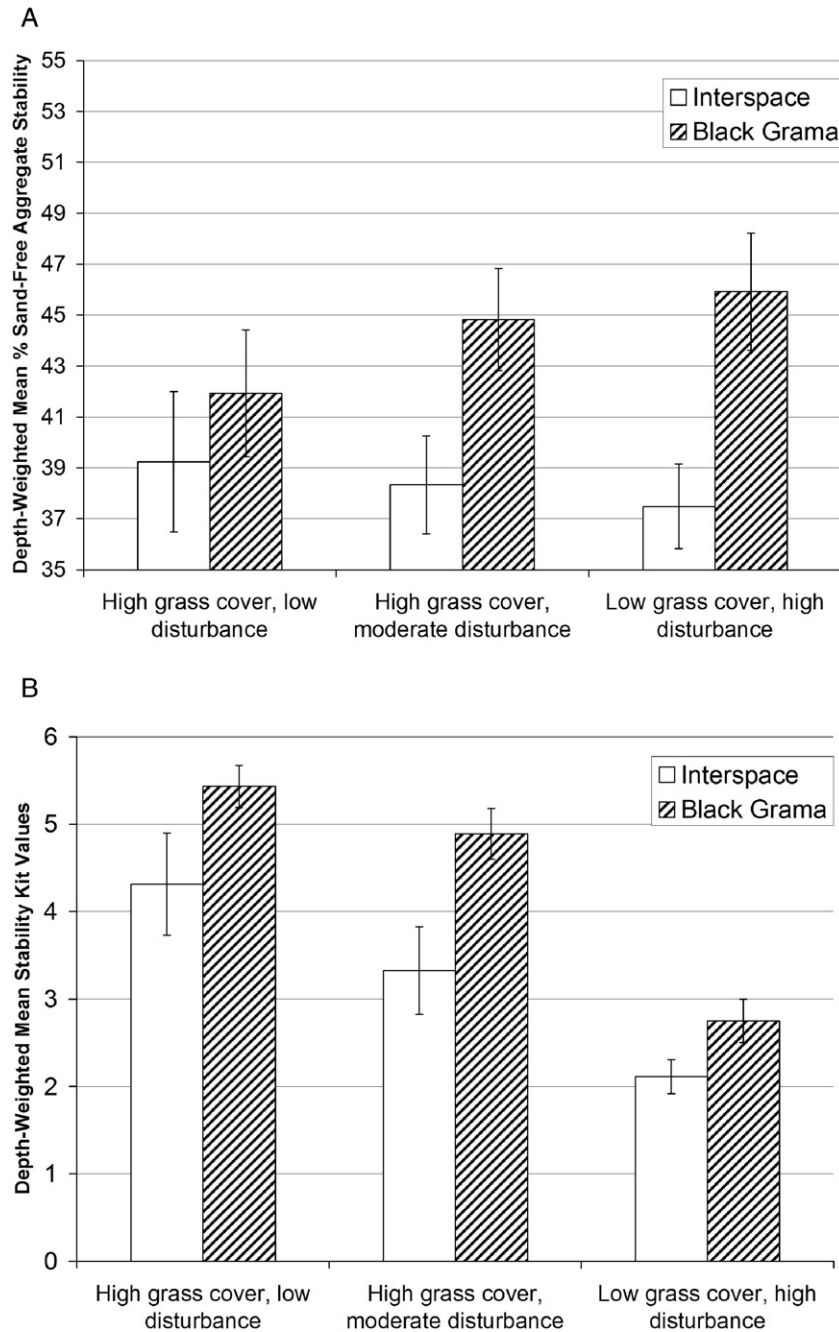 A
Depth-Weighted Mean % Sand-Free Aggregate Stability
55
53
51
49
47
45
43
41
39
37
35
Interspace
Black Grama
High grass cover, low
disturbance
High grass cover,
moderate disturbance
Low grass cover, high
disturbance
B
Depth-Weighted Mean Stability Kit Values
6
5
4
3
2
1
0
Interspace
Black Grama
High grass cover, low
disturbance
High grass cover,
moderate disturbance
Low grass cover, high
disturbance